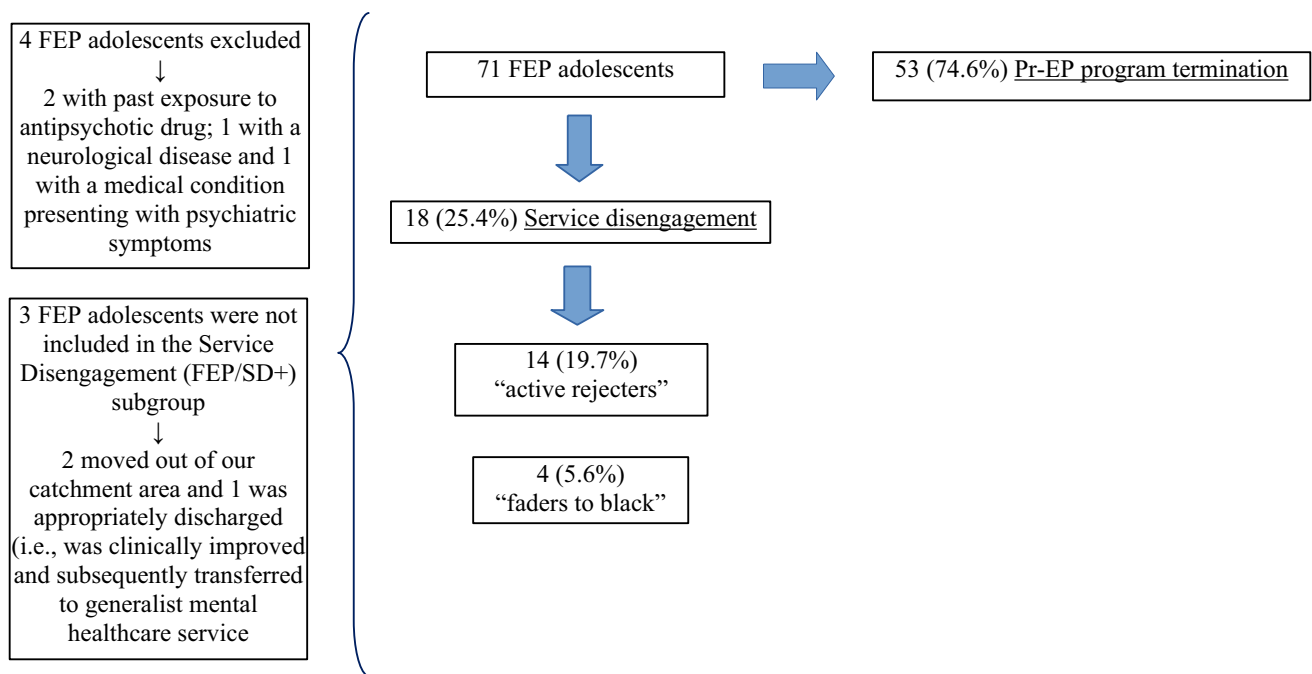 4 FEP adolescents excluded
↓
2 with past exposure to
antipsychotic drug; 1 with a
neurological disease and 1
with a medical condition
presenting with psychiatric
symptoms
3 FEP adolescents were not
included in the Service
Disengagement (FEP/SD+)
subgroup
↓
2 moved out of our
catchment area and 1 was
appropriately discharged
(i.e., was clinically improved
and subsequently transferred
to generalist mental
healthcare service
71 FEP adolescents
53 (74.6%) Pr-EP program termination
18 (25.4%) Service disengagement
14 (19.7%)
“active rejecters”
4 (5.6%)
“faders to black”